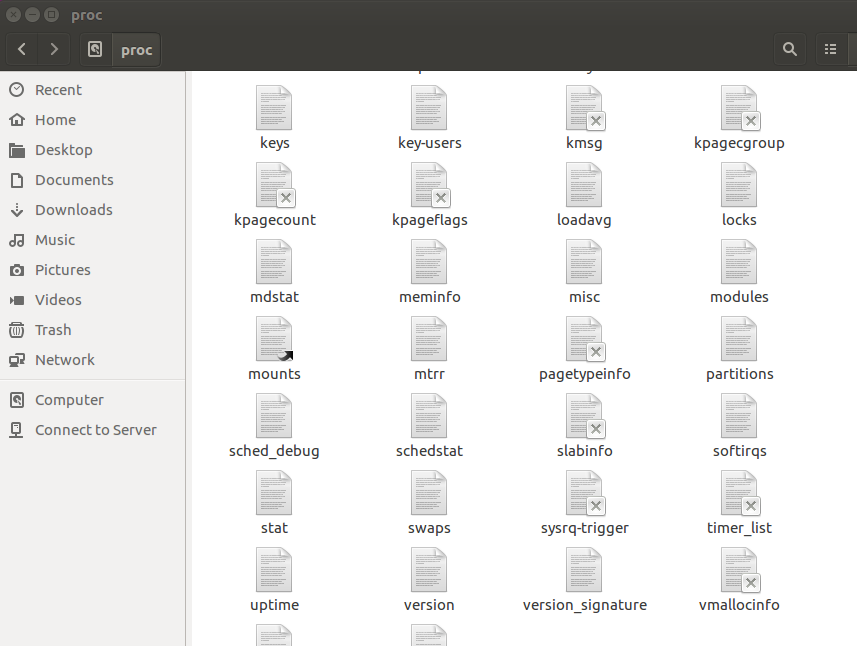 proc
proc
Recent
Home
Desktop
Documents
Downloads
Music
Pictures
Videos
Trash
Network
Computer
Connect to Server
keys key-users kmsg kpagecgroup
kpagecount kpageflags loadavg locks
mdstat meminfo misc modules
mounts mtrr pagetypeinfo partitions
sched_debug schedstat slabinfo softirqs
stat swaps sysrq-trigger timer_list
uptime version version_signature vmallocinfo